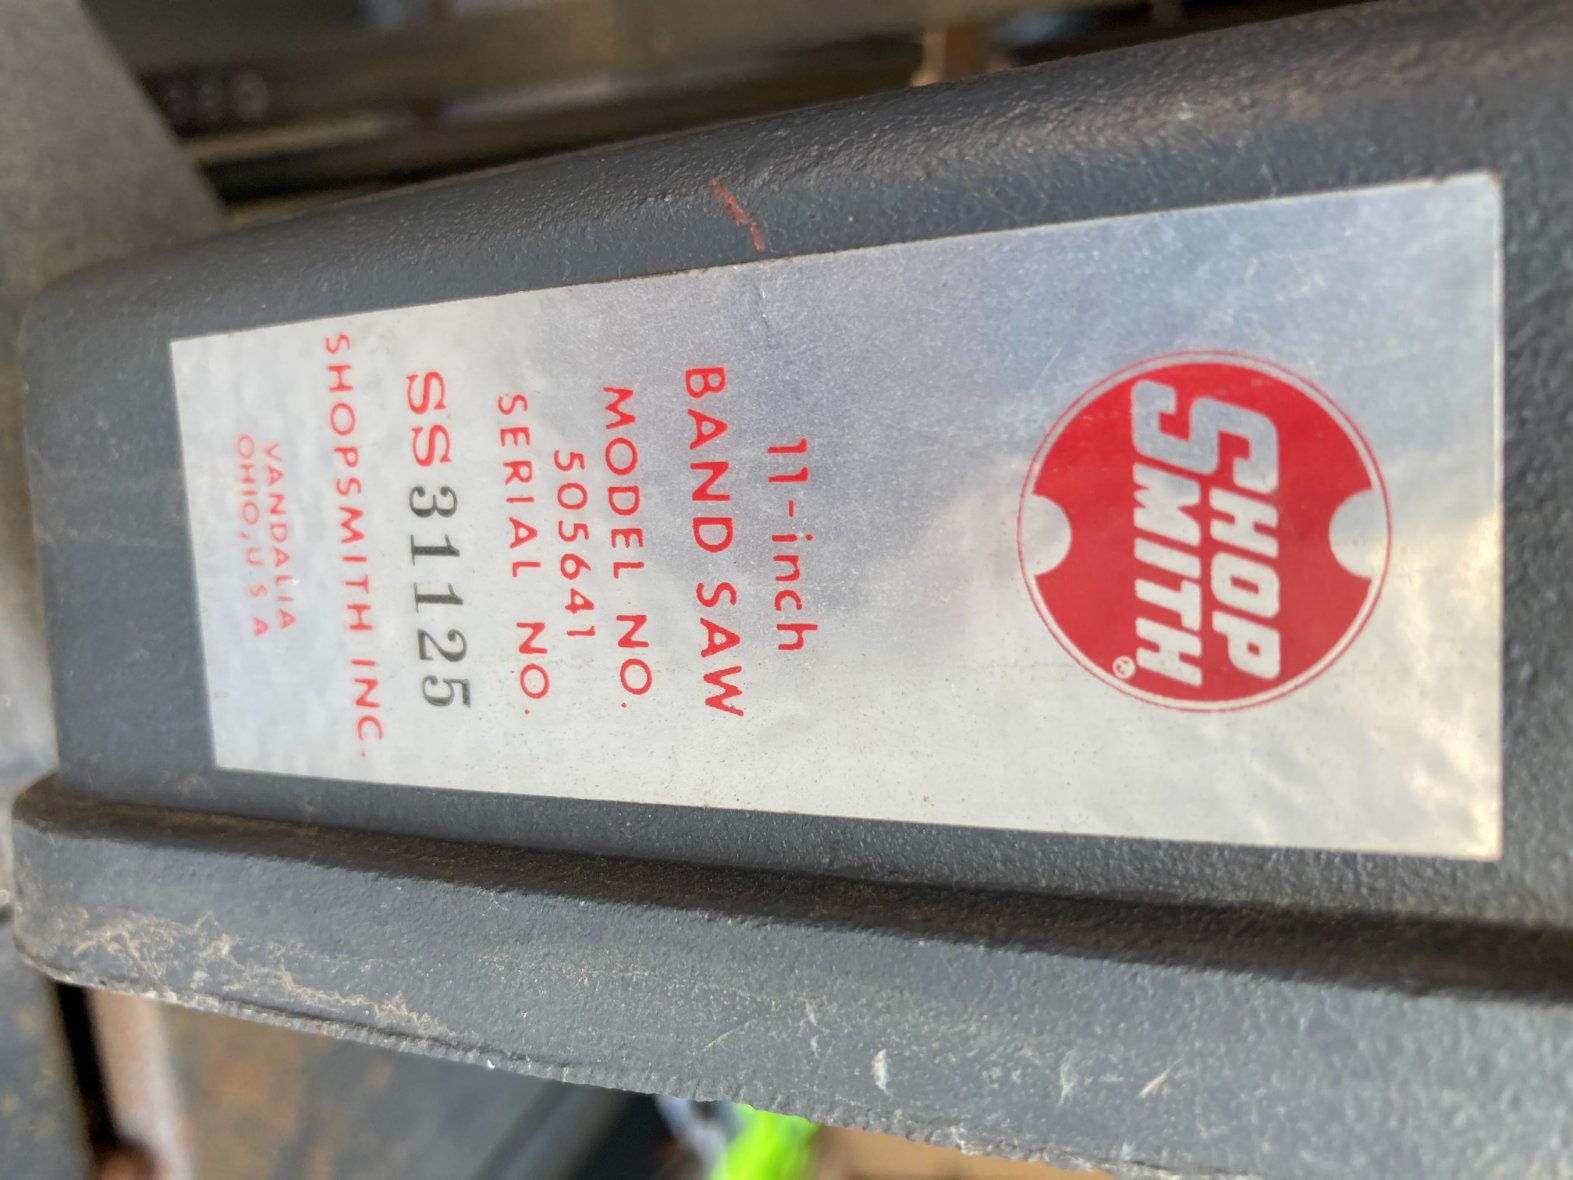 SHOP
SMITH®
11-inch
BAND SAW
MODEL NO.
505641
SERIAL NO.
SS31125
SHOPSMITH INC.
VANDALIA
OHIO, U S A